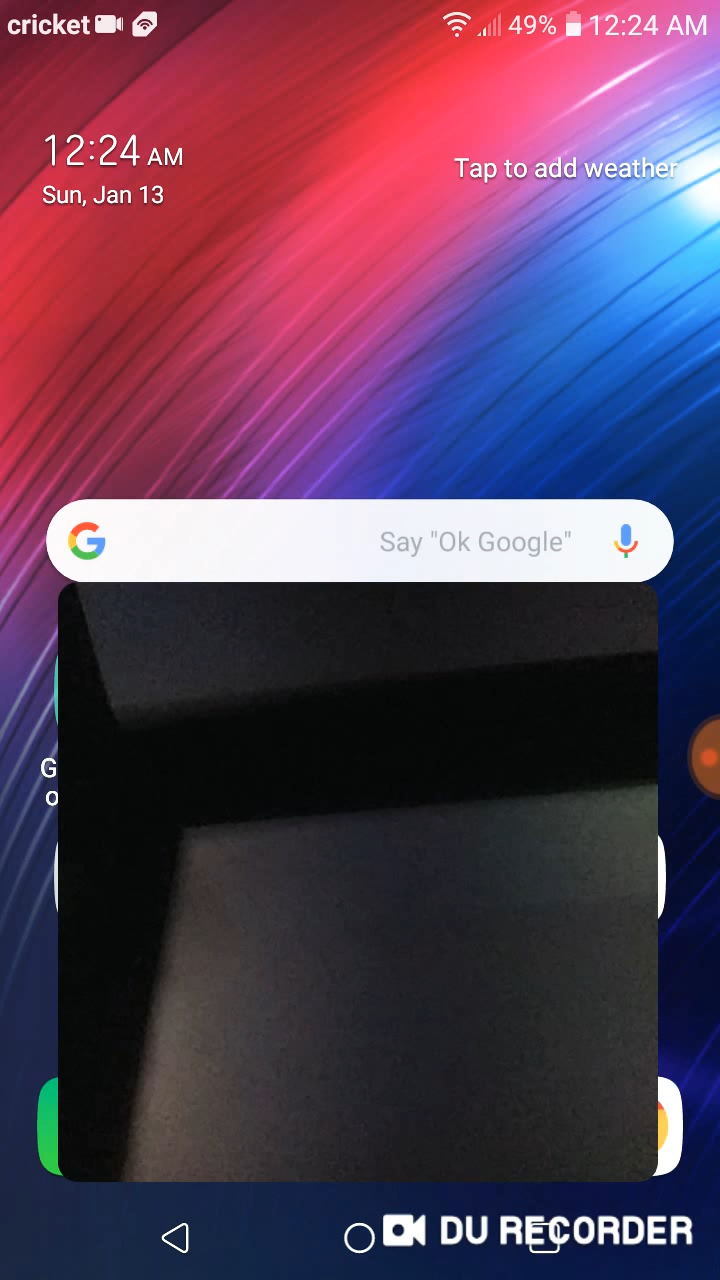 cricket 49% 12:24 AM
12:24 AM
Sun, Jan 13
Tap to add weather
Say "Ok Google"
G
o
DU RECORDER